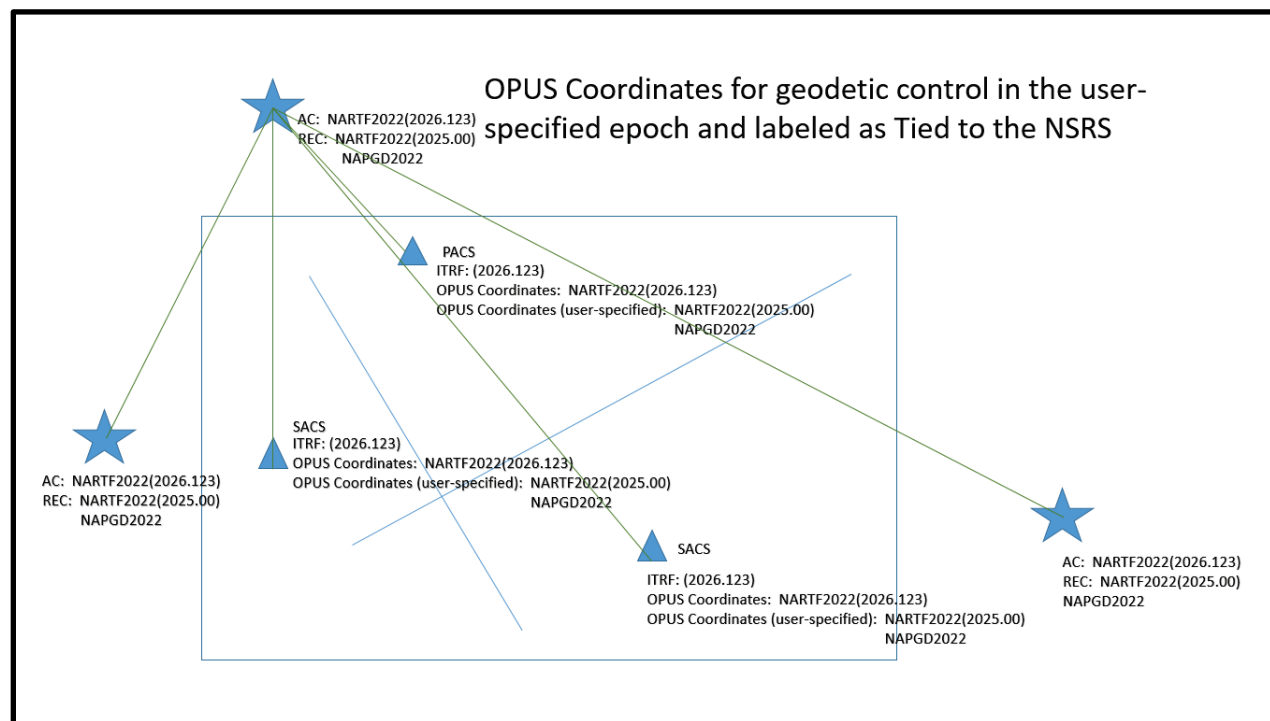 OPUS Coordinates for geodetic control in the user-
specified epoch and labeled as Tied to the NSRS
AC: NARTF2022(2026.123)
REC: NARTF2022(2025.00)
NAPGD2022
PACS
ITRF: (2026.123)
OPUS Coordinates: NARTF2022(2026.123)
OPUS Coordinates (user-specified): NARTF2022(2025.00)
NAPGD2022
SACS
ITRF: (2026.123)
OPUS Coordinates: NARTF2022(2026.123)
OPUS Coordinates (user-specified): NARTF2022(2025.00)
NAPGD2022
AC: NARTF2022(2026.123)
REC: NARTF2022(2025.00)
NAPGD2022
SACS
ITRF: (2026.123)
OPUS Coordinates: NARTF2022(2026.123)
OPUS Coordinates (user-specified): NARTF2022(2025.00)
NAPGD2022
AC: NARTF2022(2026.123)
REC: NARTF2022(2025.00)
NAPGD2022